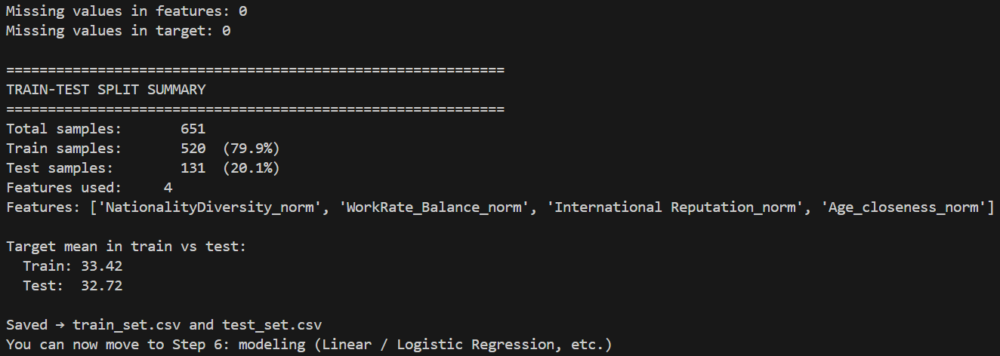 Missing values in features: 0
Missing values in target: 0
============================================================
TRAIN-TEST SPLIT SUMMARY
============================================================
Total samples:       651
Train samples:       520  (79.9%)
Test samples:        131  (20.1%)
Features used:     4
Features: ['NationalityDiversity_norm', 'WorkRate_Balance_norm', 'International Reputation_norm', 'Age_closeness_norm']
Target mean in train vs test:
  Train: 33.42
  Test:  32.72
Saved → train_set.csv and test_set.csv
You can now move to Step 6: modeling (Linear / Logistic Regression, etc.)